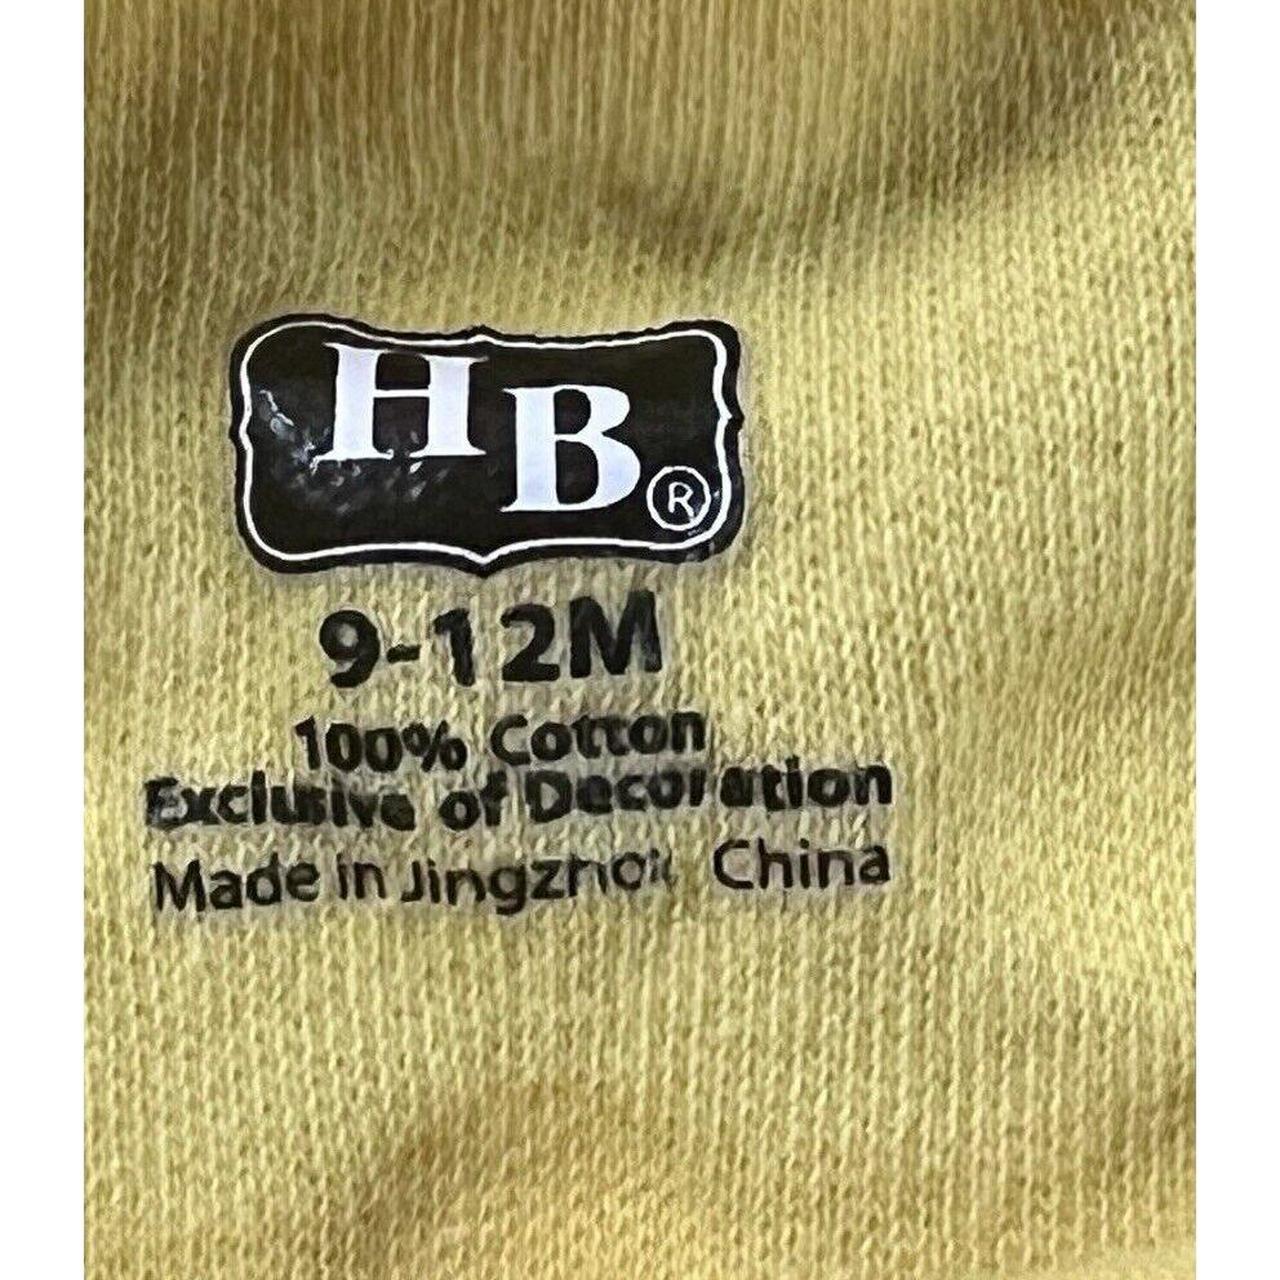 HB®
9-12M
100% Cotton
Exclusive of Decoration
Made in Jingzhou China